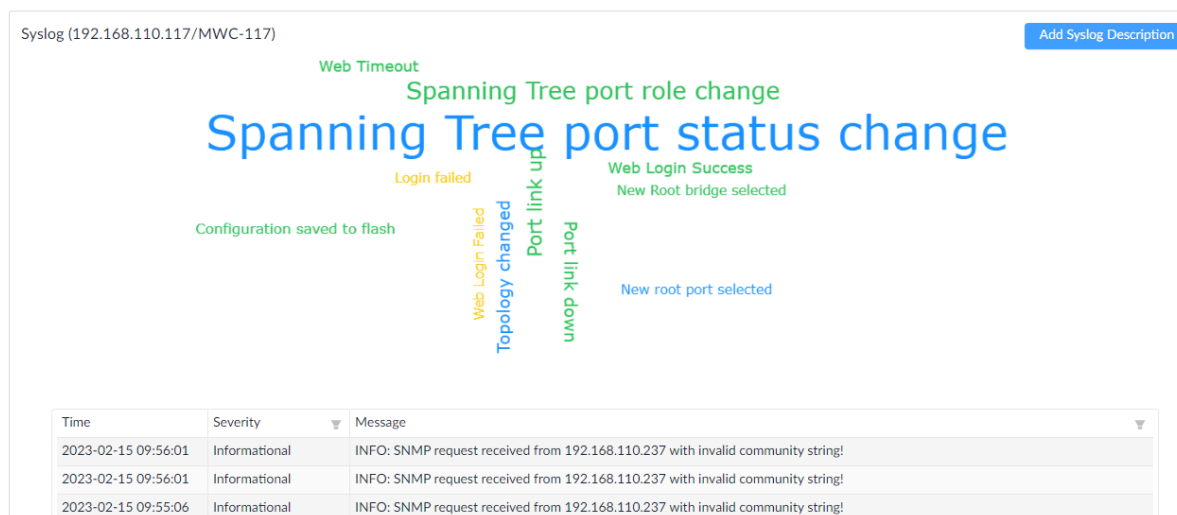 Syslog (192.168.110.117/MWC-117)
Add Syslog Description
Web Timeout
Spanning Tree port role change
Spanning Tree port status change
Port link up
Web Login Success
Login failed
New Root bridge selected
Configuration saved to flash
Web Login Failed
Topology changed
Port link down
New root port selected
Time Severity Message
2023-02-15 09:56:01 Informational INFO: SNMP request received from 192.168.110.237 with invalid community string!
2023-02-15 09:56:01 Informational INFO: SNMP request received from 192.168.110.237 with invalid community string!
2023-02-15 09:55:06 Informational INFO: SNMP request received from 192.168.110.237 with invalid community string!